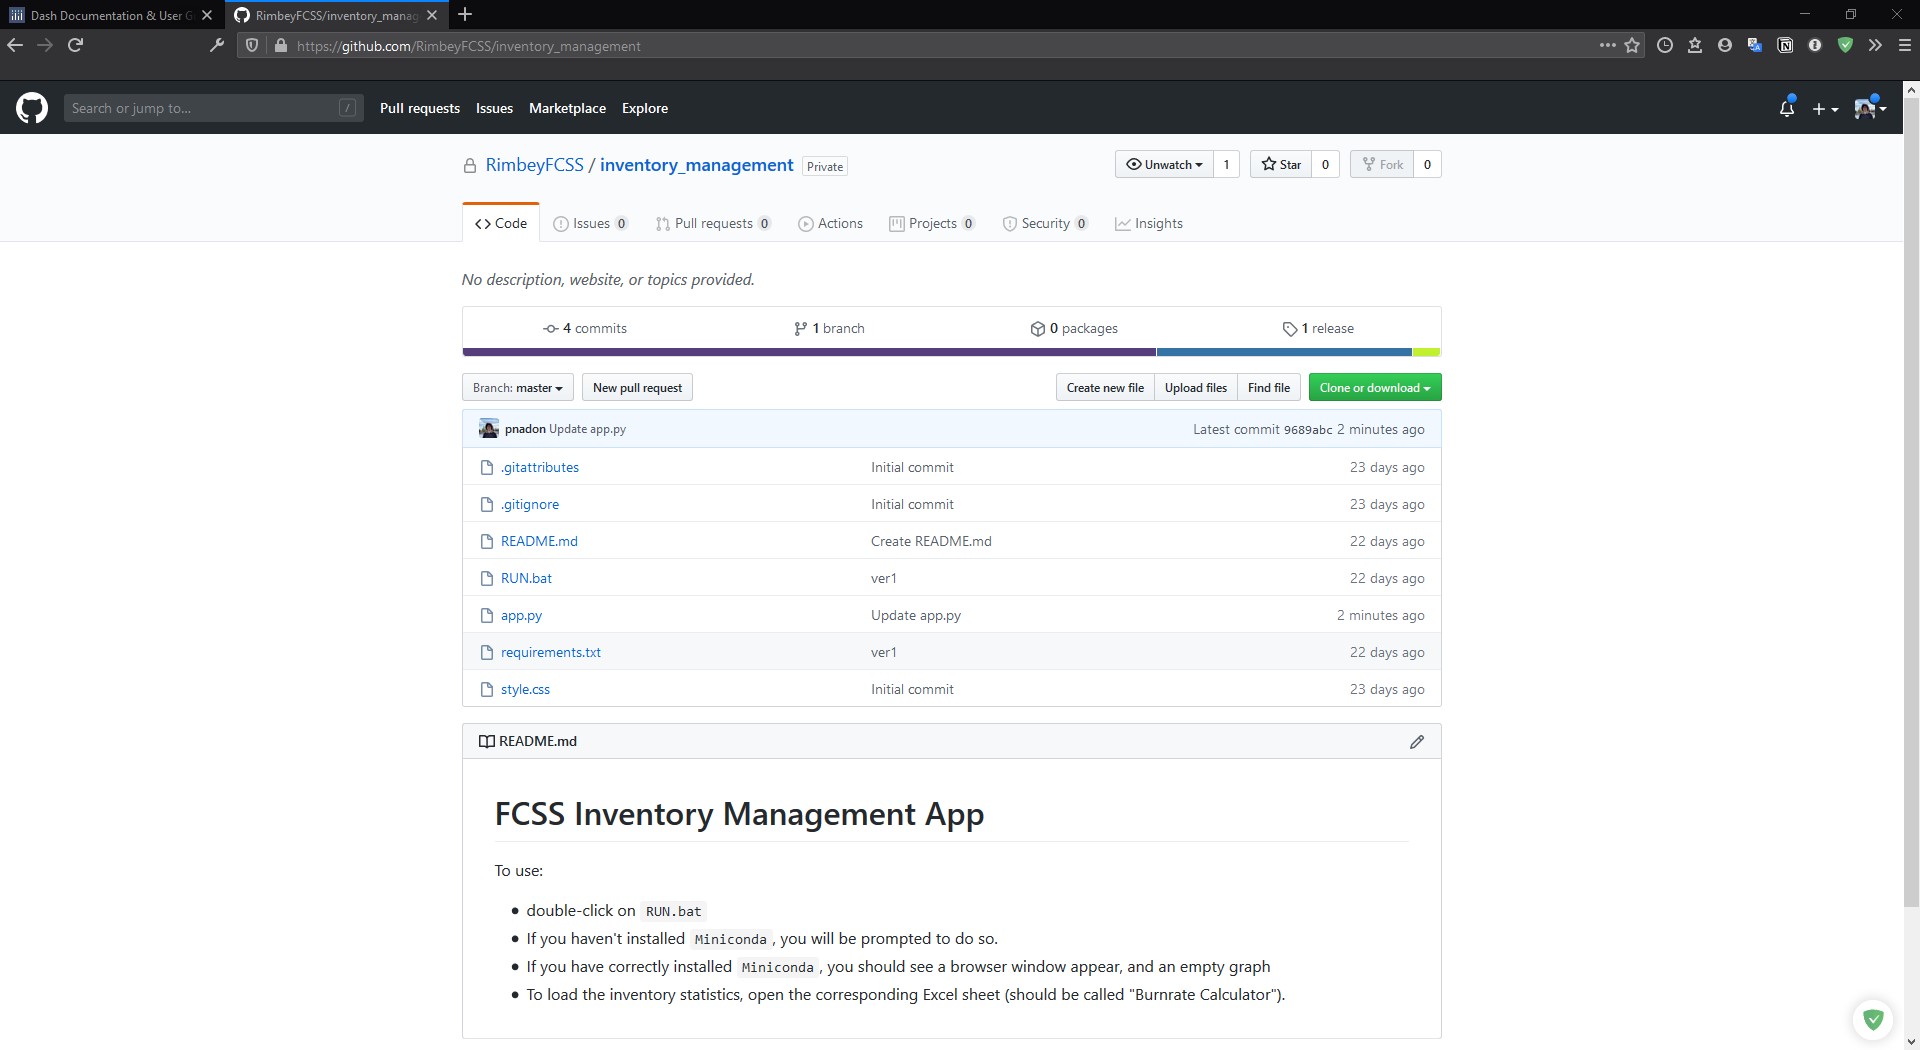 Dash Documentation & User G
RimbeyFCSS/inventory_manag
https://github.com/RimbeyFCSS/inventory_management
Search or jump to... / Pull requests Issues Marketplace Explore
RimbeyFCSS / inventory_management Private Unwatch 1 Star 0 Fork 0
Code Issues 0 Pull requests 0 Actions Projects 0 Security 0 Insights
No description, website, or topics provided.
4 commits 1 branch 0 packages 1 release
Branch: master New pull request Create new file Upload files Find file Clone or download
pnadon Update app.py Latest commit 9689abc 2 minutes ago
.gitattributes Initial commit 23 days ago
.gitignore Initial commit 23 days ago
README.md Create README.md 22 days ago
RUN.bat ver1 22 days ago
app.py Update app.py 2 minutes ago
requirements.txt ver1 22 days ago
style.css Initial commit 23 days ago
README.md
FCSS Inventory Management App
To use:
double-click on RUN.bat
If you haven't installed Miniconda, you will be prompted to do so.
If you have correctly installed Miniconda, you should see a browser window appear, and an empty graph
To load the inventory statistics, open the corresponding Excel sheet (should be called "Burnrate Calculator").